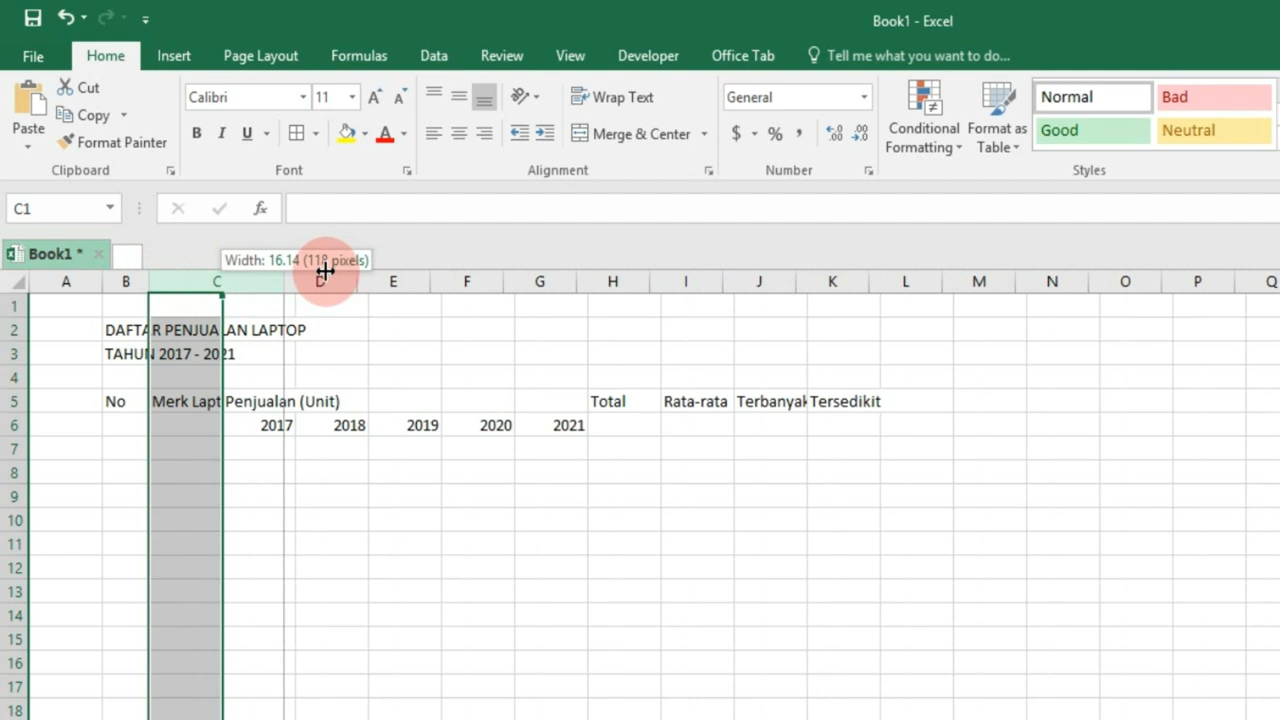 Book1 - Excel
File Home Insert Page Layout Formulas Data Review View Developer Office Tab Tell me what you want to do...
Paste
Cut
Copy
Format Painter
Clipboard
Calibri 11
B I U
Font
Wrap Text
Merge & Center
Alignment
General
$ % ,
Number
Conditional Formatting
Format as Table
Normal Bad
Good Neutral
Styles
C1
fx
Book1 *
Width: 16.14 (118 pixels)
A B C D E F G H I J K L M N O P Q
1
2 DAFTAR PENJUALAN LAPTOP
3 TAHUN 2017 - 2021
4
5 No Merk Lapt Penjualan (Unit) Total Rata-rata Terbanyak Tersedikit
6 2017 2018 2019 2020 2021
7
8
9
10
11
12
13
14
15
16
17
18